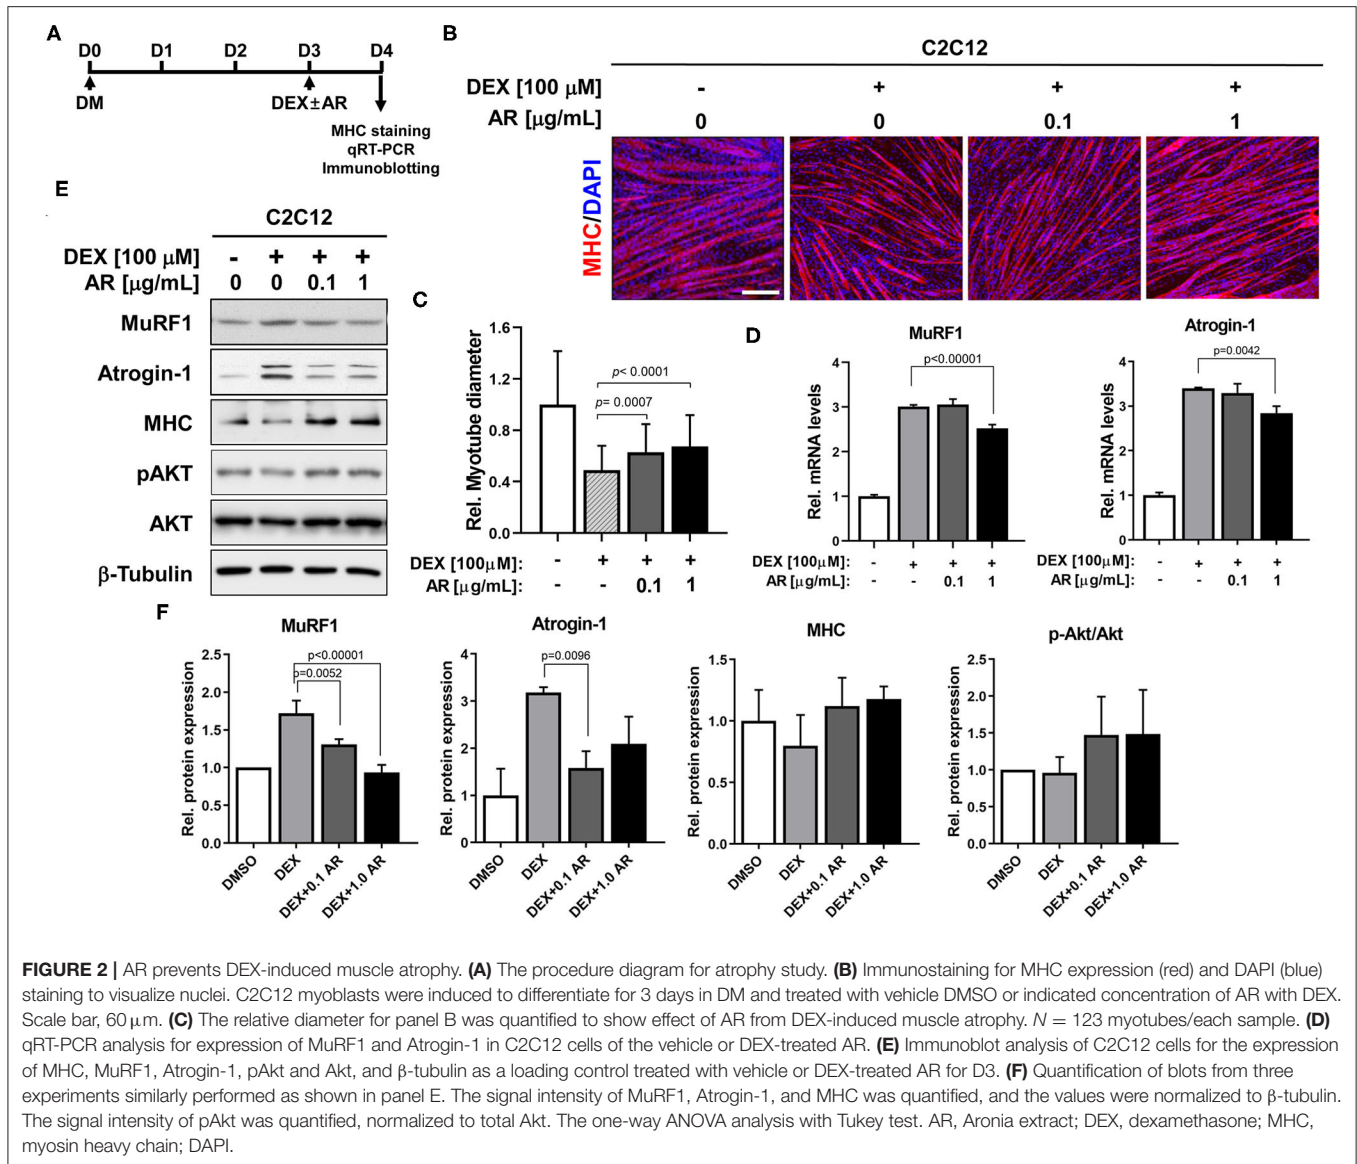 A
D0 D1 D2 D3 D4
DM
DEX±AR
MHC staining
qRT-PCR
Immunoblotting
B
C2C12
DEX [100 μM] - + + +
AR [μg/mL] 0 0 0.1 1
MHC/DAPI
E
C2C12
DEX [100 μM] - + + +
AR [μg/mL] 0 0 0.1 1
MuRF1
Atrogin-1
MHC
pAKT
AKT
β-Tubulin
C
Rel. Myotube diameter
1.6
1.2
0.8
0.4
0.0
p< 0.0001
p= 0.0007
DEX [100μM]: - + + +
AR [μg/mL]: - - 0.1 1
D
MuRF1
Rel. mRNA levels
4
3
2
1
0
p<0.00001
DEX [100μM]: - + + +
AR [μg/mL]: - - 0.1 1
Atrogin-1
Rel. mRNA levels
4
3
2
1
0
p=0.0042
DEX [100μM]: - + + +
AR [μg/mL]: - - 0.1 1
F
MuRF1
Rel. protein expression
2.5
2.0
1.5
1.0
0.5
0.0
p<0.00001
p=0.0052
DMSO DEX DEX+0.1 AR DEX+1.0 AR
Atrogin-1
Rel. protein expression
4
3
2
1
0
p=0.0096
DMSO DEX DEX+0.1 AR DEX+1.0 AR
MHC
Rel. protein expression
1.5
1.0
0.5
0.0
DMSO DEX DEX+0.1 AR DEX+1.0 AR
p-Akt/Akt
Rel. protein expression
2.5
2.0
1.5
1.0
0.5
0.0
DMSO DEX DEX+0.1 AR DEX+1.0 AR
FIGURE 2 | AR prevents DEX-induced muscle atrophy. (A) The procedure diagram for atrophy study. (B) Immunostaining for MHC expression (red) and DAPI (blue)
staining to visualize nuclei. C2C12 myoblasts were induced to differentiate for 3 days in DM and treated with vehicle DMSO or indicated concentration of AR with DEX.
Scale bar, 60 μm. (C) The relative diameter for panel B was quantified to show effect of AR from DEX-induced muscle atrophy. N = 123 myotubes/each sample. (D)
qRT-PCR analysis for expression of MuRF1 and Atrogin-1 in C2C12 cells of the vehicle or DEX-treated AR. (E) Immunoblot analysis of C2C12 cells for the expression
of MHC, MuRF1, Atrogin-1, pAkt and Akt, and β-tubulin as a loading control treated with vehicle or DEX-treated AR for D3. (F) Quantification of blots from three
experiments similarly performed as shown in panel E. The signal intensity of MuRF1, Atrogin-1, and MHC was quantified, and the values were normalized to β-tubulin.
The signal intensity of pAkt was quantified, normalized to total Akt. The one-way ANOVA analysis with Tukey test. AR, Aronia extract; DEX, dexamethasone; MHC,
myosin heavy chain; DAPI.